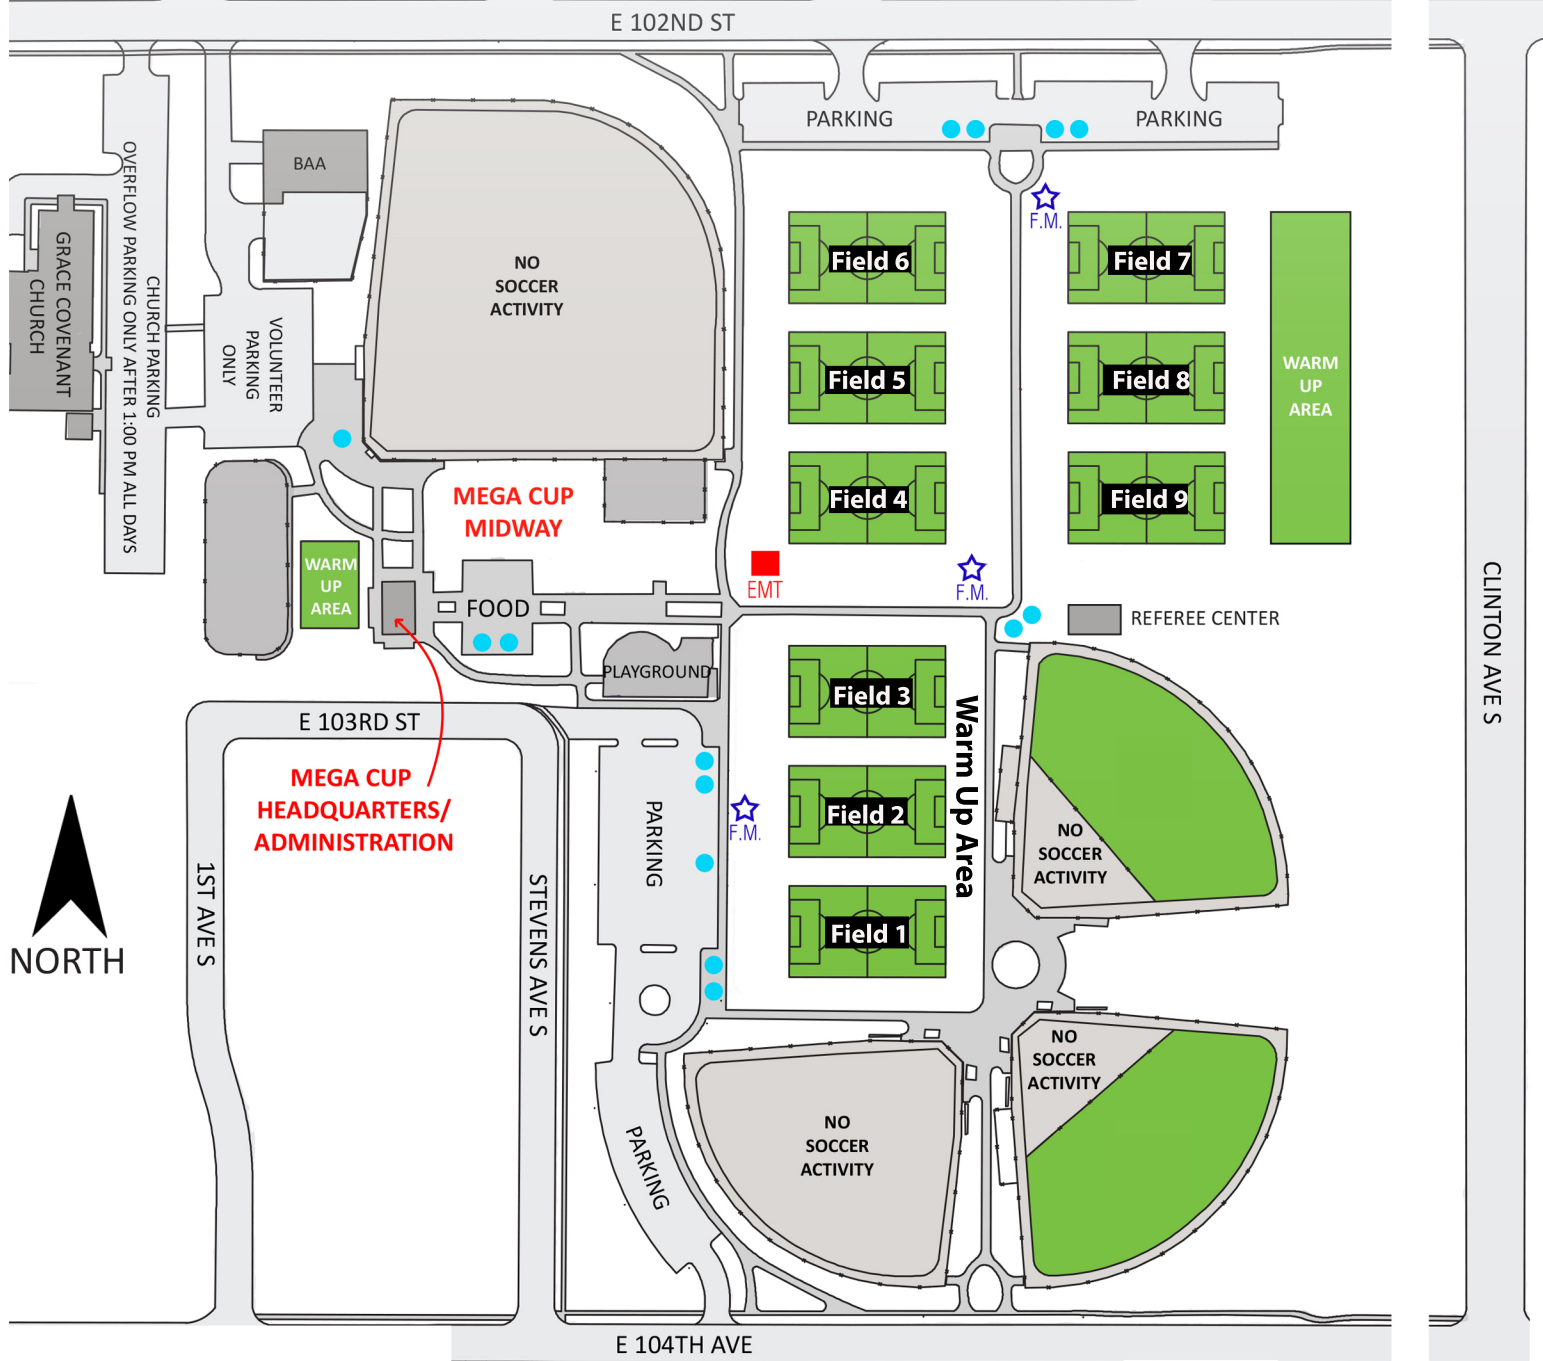 E 102ND ST
PARKING
PARKING
BAA
OVERFLOW PARKING ONLY AFTER 1:00 PM ALL DAYS
CHURCH PARKING
GRACE COVENANT
CHURCH
VOLUNTEER
PARKING
ONLY
NO
SOCCER
ACTIVITY
F.M.
Field 6
Field 7
Field 5
Field 8
WARM
UP
AREA
Field 4
Field 9
MEGA CUP
MIDWAY
WARM
UP
AREA
FOOD
EMT
F.M.
REFEREE CENTER
CLINTON AVE S
PLAYGROUND
Field 3
E 103RD ST
MEGA CUP
HEADQUARTERS/
ADMINISTRATION
PARKING
F.M.
Field 2
Warm Up Area
NO
SOCCER
ACTIVITY
1ST AVE S
STEVENS AVE S
Field 1
NORTH
NO
SOCCER
ACTIVITY
NO
SOCCER
ACTIVITY
PARKING
E 104TH AVE